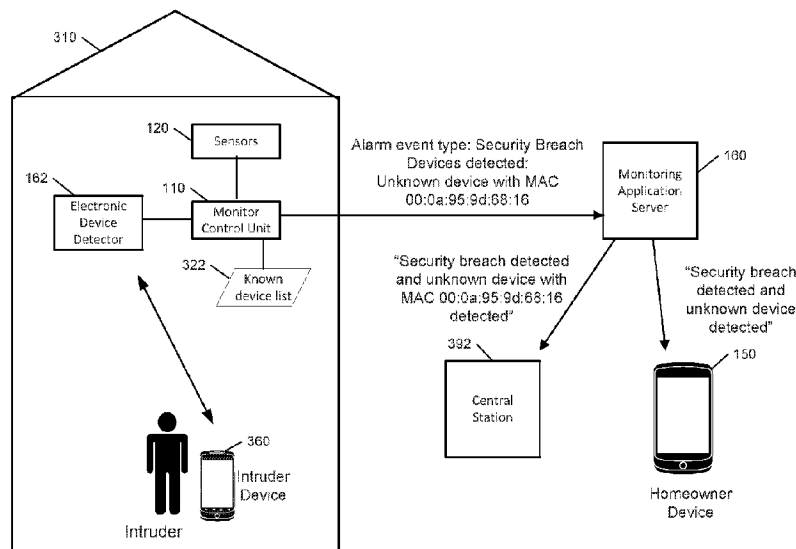 310
120
Sensors
162
Electronic
Device
Detector
110
Monitor
Control Unit
322
Known
device list
Alarm event type: Security Breach
Devices detected:
Unknown device with MAC
00:0a:95:9d:68:16
160
Monitoring
Application
Server
"Security breach detected
and unknown device with
MAC 00:0a:95:9d:68:16
detected"
"Security breach
detected and
unknown device
detected"
392
Central
Station
150
Homeowner
Device
360
Intruder
Device
Intruder